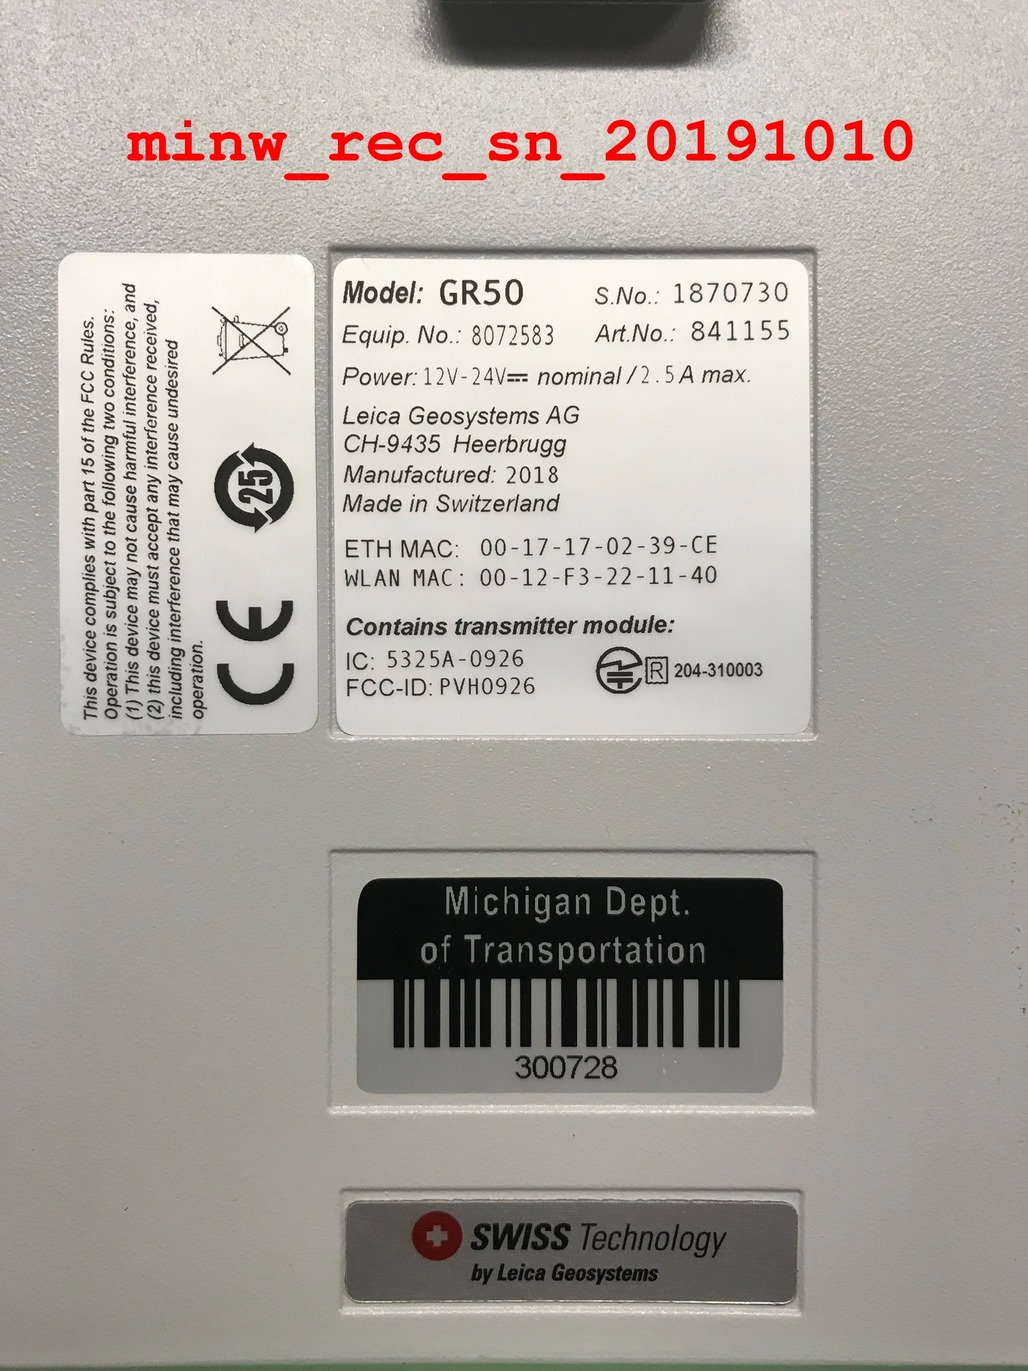 minw_rec_sn_20191010
This device complies with part 15 of the FCC Rules.
Operation is subject to the following two conditions:
(1) This device may not cause harmful interference, and
(2) this device must accept any interference received,
including interference that may cause undesired
operation.
25
CE
Model: GR50 S.No.: 1870730
Equip. No.: 8072583 Art.No.: 841155
Power: 12V-24V⎓ nominal / 2.5A max.
Leica Geosystems AG
CH-9435 Heerbrugg
Manufactured: 2018
Made in Switzerland
ETH MAC: 00-17-17-02-39-CE
WLAN MAC: 00-12-F3-22-11-40
Contains transmitter module:
IC: 5325A-0926
FCC-ID: PVH0926
R 204-310003
Michigan Dept.
of Transportation
300728
SWISS Technology
by Leica Geosystems